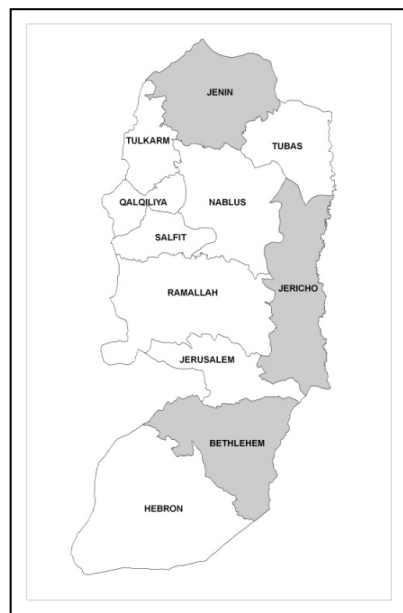 JENIN
TULKARM
TUBAS
QALQILIYA
NABLUS
SALFIT
RAMALLAH
JERICHO
JERUSALEM
BETHLEHEM
HEBRON